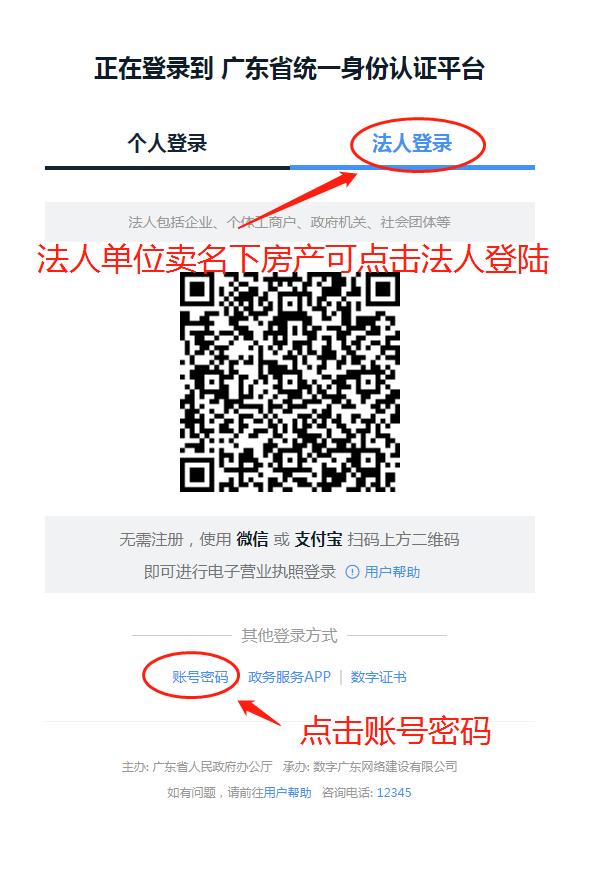 正在登录到 广东省统一身份认证平台
个人登录 法人登录
法人包括企业、个体工商户、政府机关、社会团体等
法人单位卖名下房产可点击法人登陆
无需注册，使用 微信 或 支付宝 扫码上方二维码
即可进行电子营业执照登录 用户帮助
其他登录方式
账号密码 政务服务APP | 数字证书
点击账号密码
主办: 广东省人民政府办公厅 承办: 数字广东网络建设有限公司
如有问题，请前往用户帮助 咨询电话: 12345